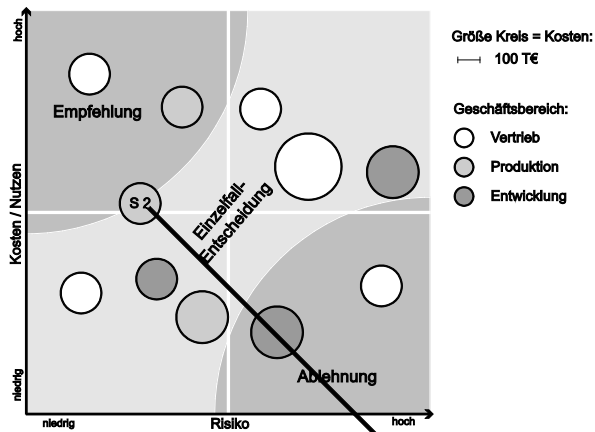 hoch
Größe Kreis = Kosten:
100 T€
Empfehlung
Geschäftsbereich:
Vertrieb
Produktion
Entwicklung
Kosten / Nutzen
S 2
Einzelfall-
Entscheidung
Ablehnung
niedrig
niedrig
Risiko
hoch